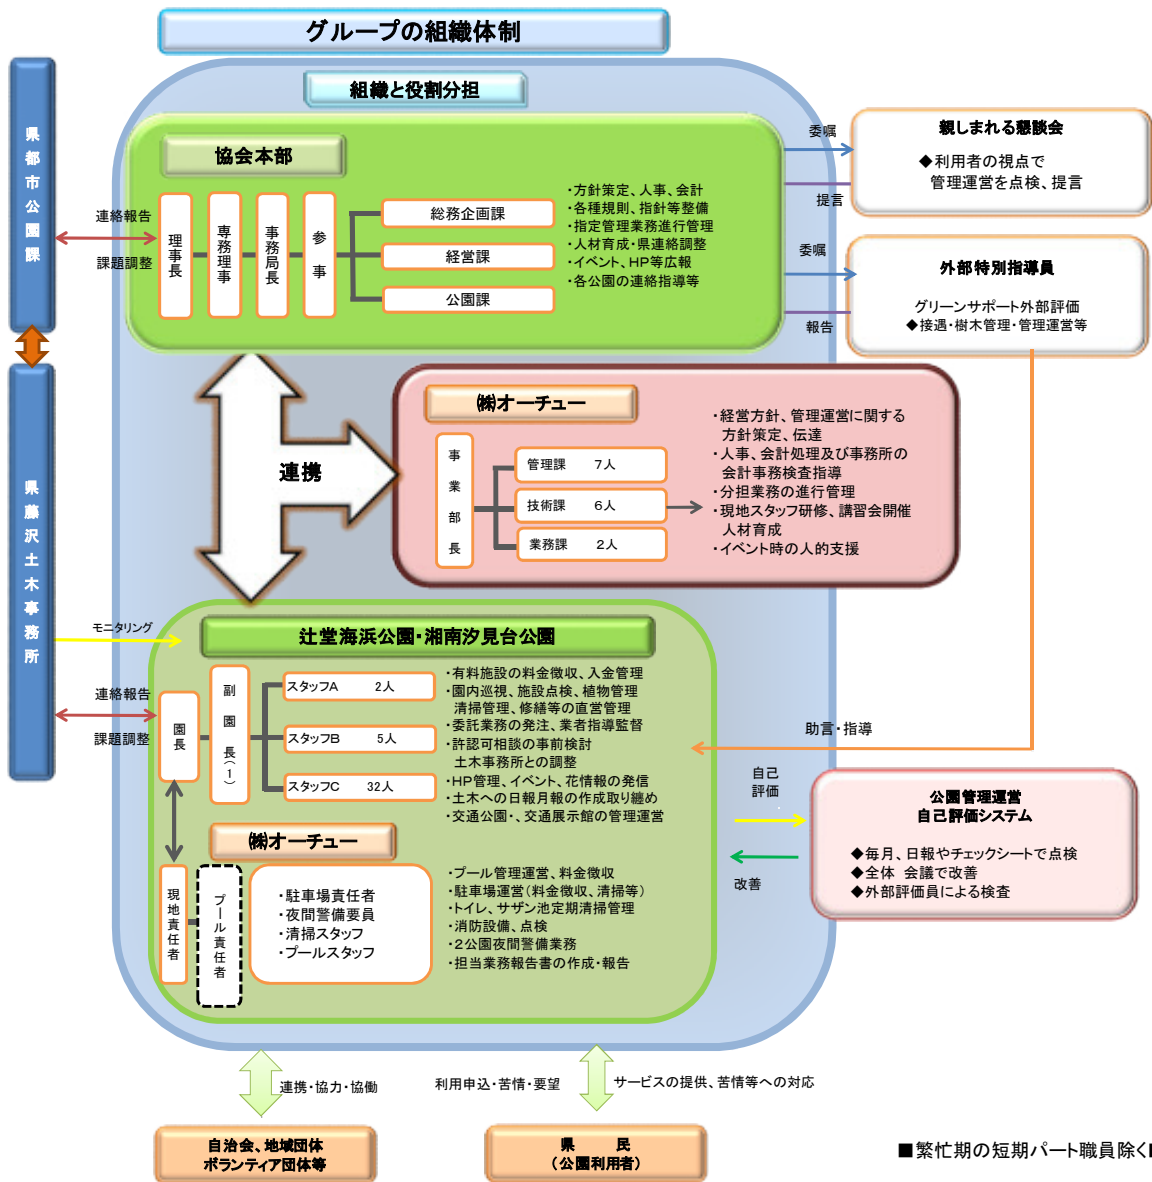 グループの組織体制
組織と役割分担
県都市公園課
県藤沢土木事務所
連絡報告
課題調整
協会本部
理事長
専務理事
事務局長
参事
総務企画課
経営課
公園課
・方針策定、人事、会計
・各種規則、指針等整備
・指定管理業務進行管理
・人材育成・県連絡調整
・イベント、HP等広報
・各公園の連絡指導等
委嘱
提言
親しまれる懇談会
◆利用者の視点で
管理運営を点検、提言
委嘱
報告
外部特別指導員
グリーンサポート外部評価
◆接遇・樹木管理・管理運営等
連携
㈱オーチュー
事業部長
管理課 7人
技術課 6人
業務課 2人
・経営方針、管理運営に関する
方針策定、伝達
・人事、会計処理及び事務所の
会計事務検査指導
・分担業務の進行管理
・現地スタッフ研修、講習会開催
人材育成
・イベント時の人的支援
モニタリング
連絡報告
課題調整
辻堂海浜公園・湘南汐見台公園
園長
副園長(1)
スタッフA 2人
スタッフB 5人
スタッフC 32人
・有料施設の料金徴収、入金管理
・園内巡視、施設点検、植物管理
清掃管理、修繕等の直営管理
・委託業務の発注、業者指導監督
・許認可相談の事前検討
土木事務所との調整
・HP管理、イベント、花情報の発信
・土木への日報月報の作成取り纏め
・交通公園・、交通展示館の管理運営
㈱オーチュー
現地責任者
プール責任者
・駐車場責任者
・夜間警備要員
・清掃スタッフ
・プールスタッフ
・プール管理運営、料金徴収
・駐車場運営(料金徴収、清掃等)
・トイレ、サザン池定期清掃管理
・消防設備、点検
・2公園夜間警備業務
・担当業務報告書の作成・報告
助言・指導
自己
評価
改善
公園管理運営
自己評価システム
◆毎月、日報やチェックシートで点検
◆全体 会議で改善
◆外部評価員による検査
連携・協力・協働
利用申込・苦情・要望
サービスの提供、苦情等への対応
自治会、地域団体
ボランティア団体等
県 民
(公園利用者)
■繁忙期の短期パート職員除く■